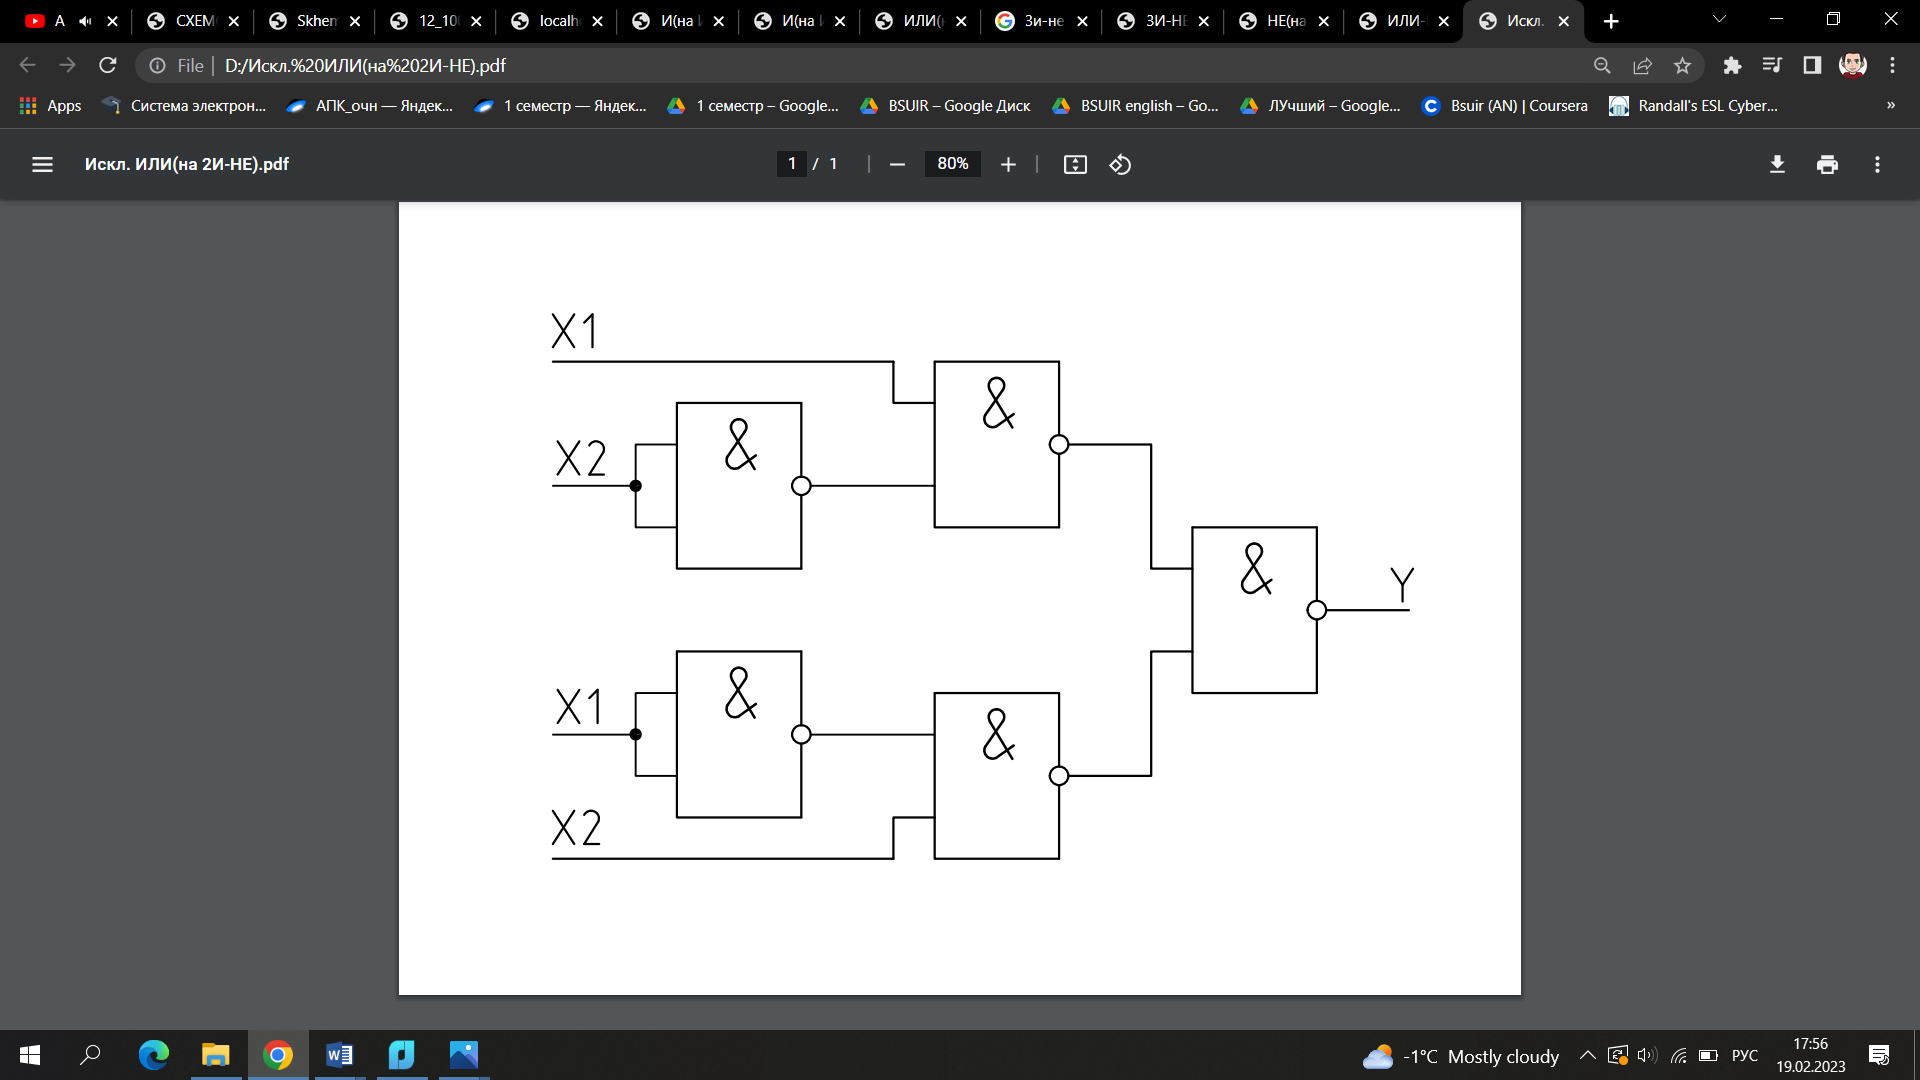 A
СХЕМ
Skhem
12_10
localh
И(на
И(на
ИЛИ(
3и-не
3И-НЕ
НЕ(на
ИЛИ-
Искл.
File D:/Искл.%20ИЛИ(на%202И-НЕ).pdf
Apps
Система электрон...
АПК_очн — Яндек...
1 семестр — Яндек...
1 семестр – Google...
BSUIR – Google Диск
BSUIR english – Go...
ЛУчший – Google...
Bsuir (AN) | Coursera
Randall's ESL Cyber...
»
Искл. ИЛИ(на 2И-НЕ).pdf
1 / 1
80%
X1
&
X2
&
&
Y
X1
&
&
X2
-1°C Mostly cloudy
РУС
17:56
19.02.2023